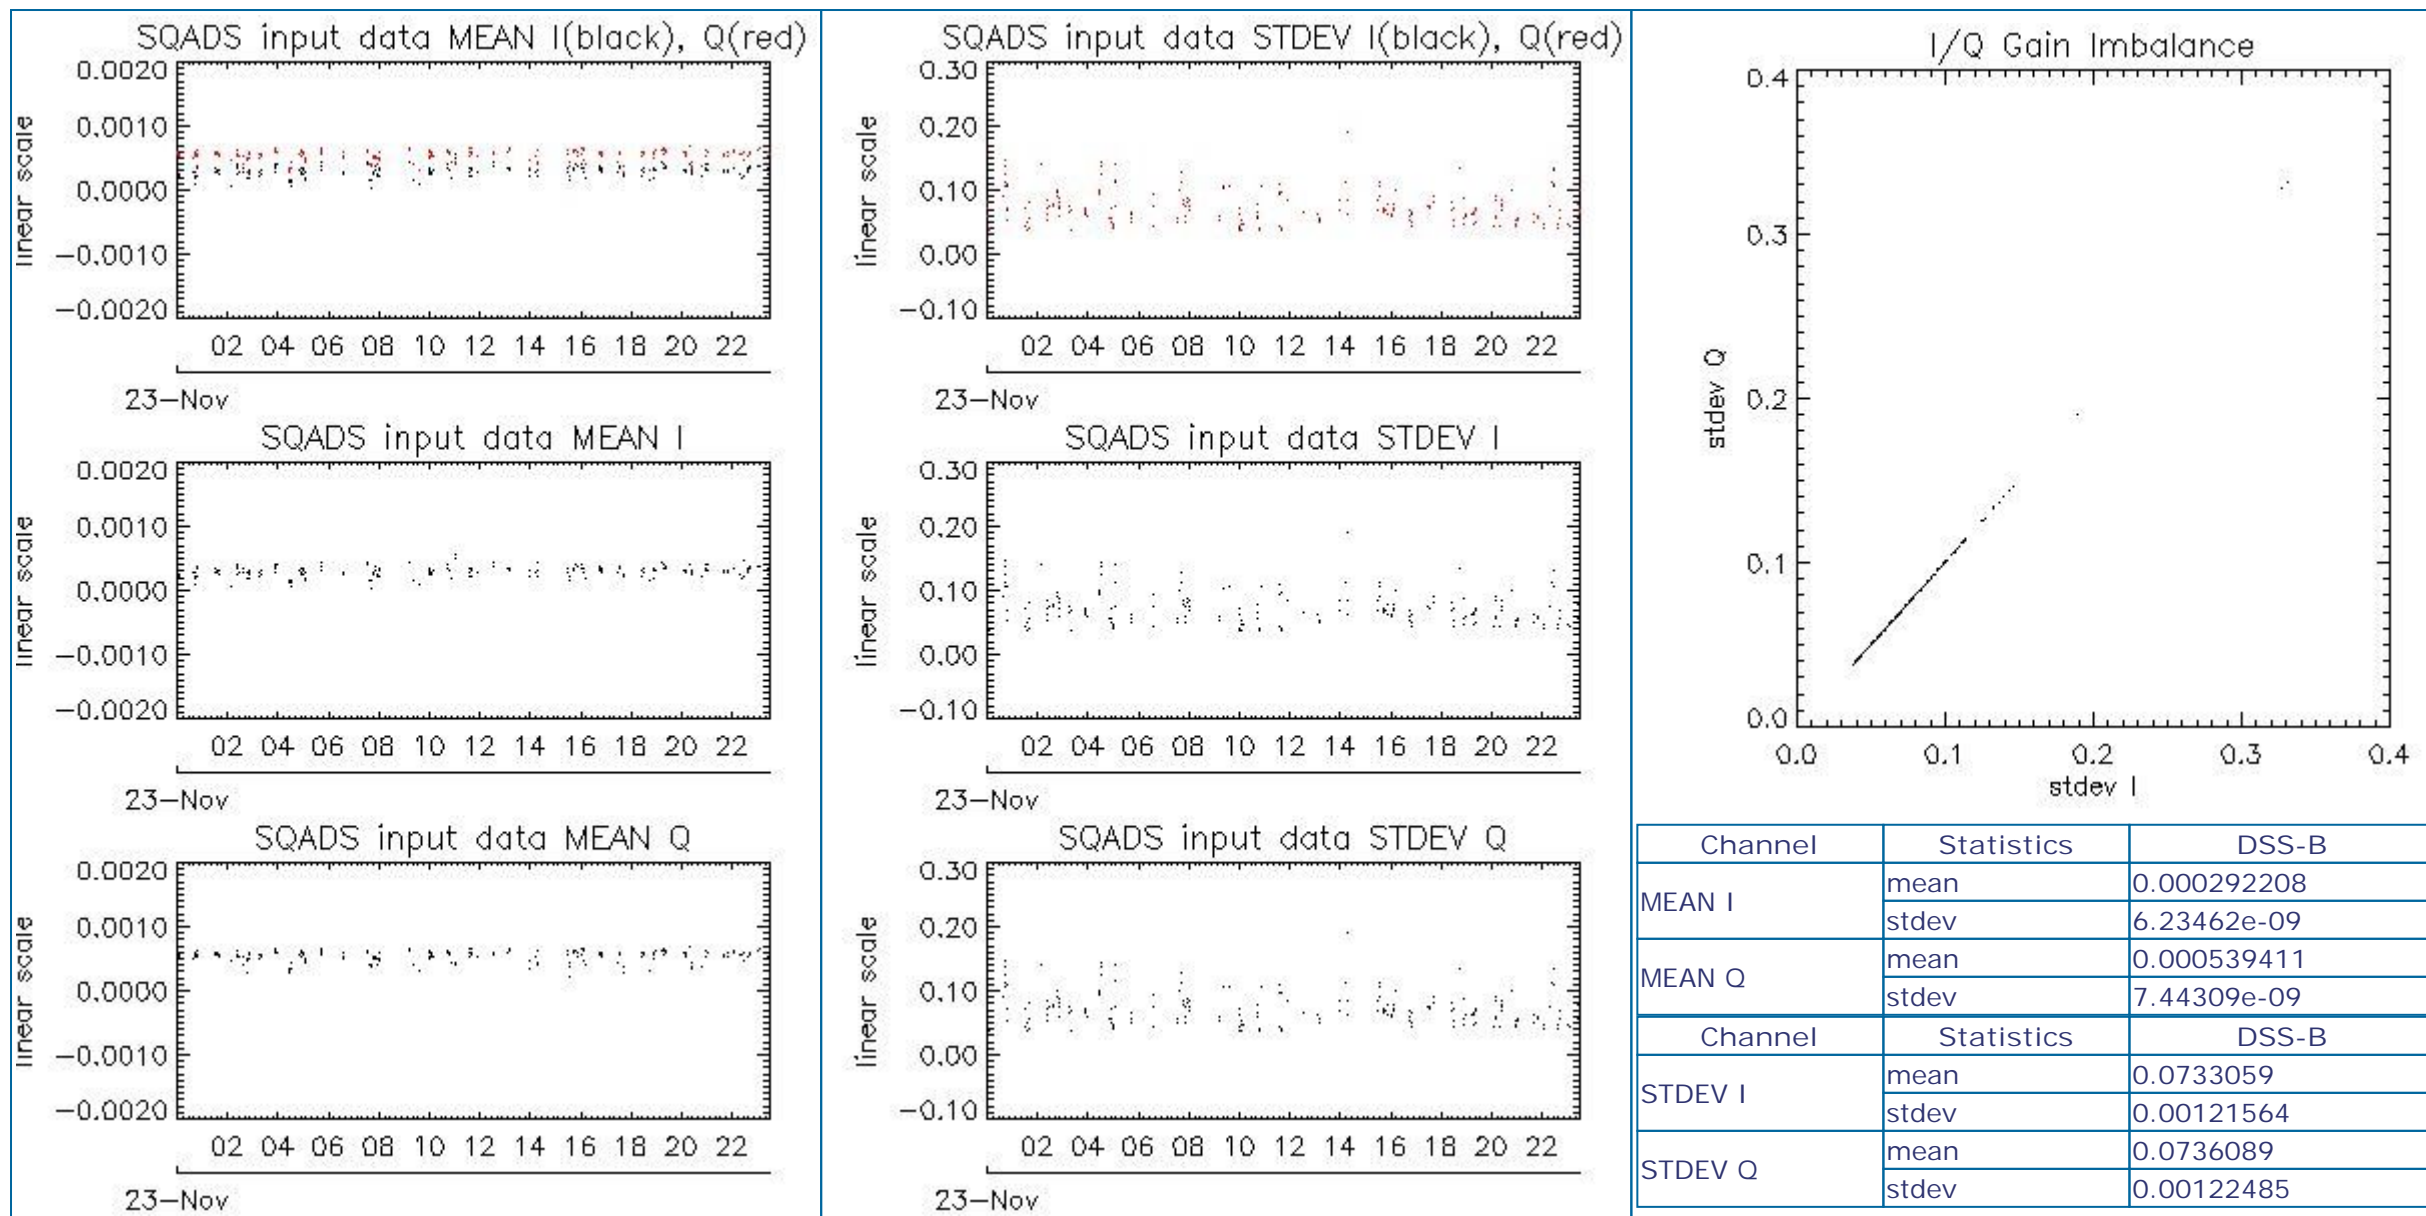 SQADS input data MEAN I(black), Q(red)
0.0020
0.0010
0.0000
−0.0010
−0.0020
linear scale
02 04 06 08 10 12 14 16 18 20 22
23−Nov
SQADS input data MEAN I
0.0020
0.0010
0.0000
−0.0010
−0.0020
linear scale
02 04 06 08 10 12 14 16 18 20 22
23−Nov
SQADS input data MEAN Q
0.0020
0.0010
0.0000
−0.0010
−0.0020
linear scale
02 04 06 08 10 12 14 16 18 20 22
23−Nov
SQADS input data STDEV I(black), Q(red)
0.30
0.20
0.10
0.00
−0.10
linear scale
02 04 06 08 10 12 14 16 18 20 22
23−Nov
SQADS input data STDEV I
0.30
0.20
0.10
0.00
−0.10
linear scale
02 04 06 08 10 12 14 16 18 20 22
23−Nov
SQADS input data STDEV Q
0.30
0.20
0.10
0.00
−0.10
linear scale
02 04 06 08 10 12 14 16 18 20 22
23−Nov
I/Q Gain Imbalance
0.4
0.3
0.2
0.1
0.0
stdev Q
0.0 0.1 0.2 0.3 0.4
stdev I
Channel Statistics DSS-B
MEAN I mean 0.000292208
stdev 6.23462e-09
MEAN Q mean 0.000539411
stdev 7.44309e-09
Channel Statistics DSS-B
STDEV I mean 0.0733059
stdev 0.00121564
STDEV Q mean 0.0736089
stdev 0.00122485